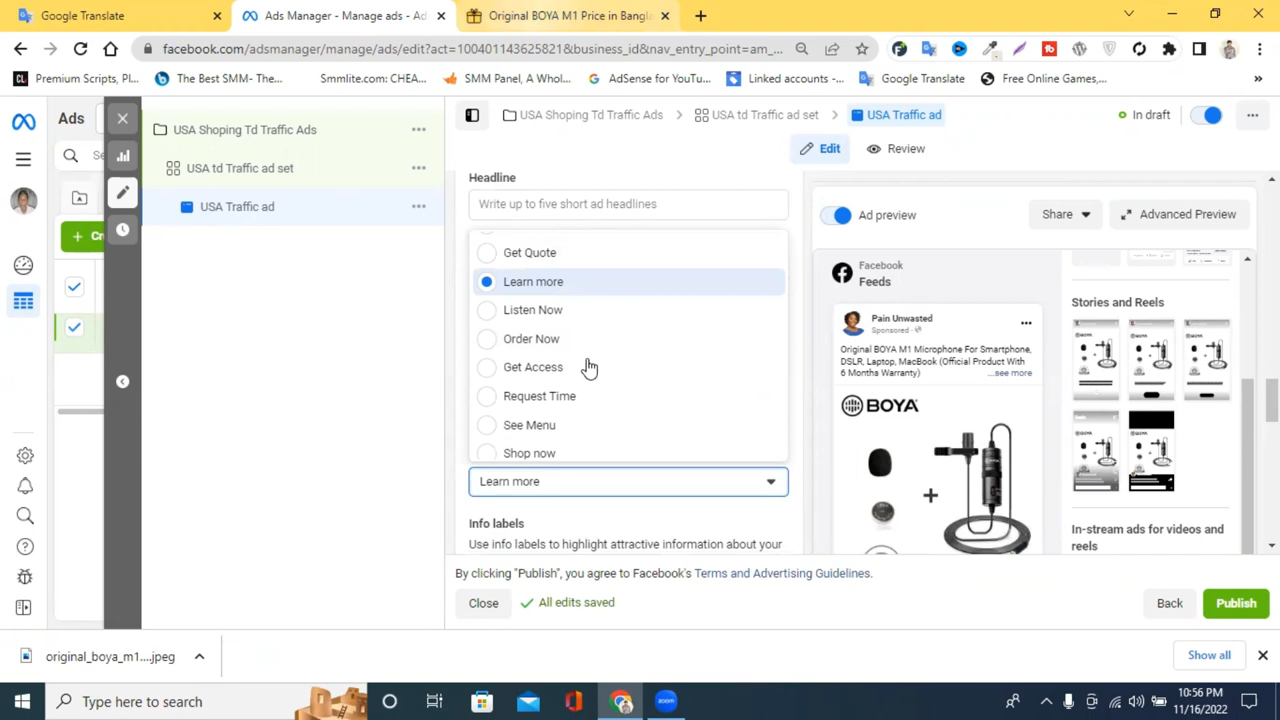 Google Translate
Ads Manager - Manage ads - Ad
Original BOYA M1 Price in Bangl
facebook.com/adsmanager/manage/ads/edit?act=100401143625821&business_id&nav_entry_point=am_...
Premium Scripts, Pl...
The Best SMM- The...
Smmlite.com: CHEA...
SMM Panel, A Whol...
AdSense for YouTu...
Linked accounts -...
Google Translate
Free Online Games,...
Ads
Se
Cr
USA Shoping Td Traffic Ads
USA td Traffic ad set
USA Traffic ad
USA Shoping Td Traffic Ads
USA td Traffic ad set
USA Traffic ad
In draft
Edit
Review
Headline
Write up to five short ad headlines
Get Quote
Learn more
Listen Now
Order Now
Get Access
Request Time
See Menu
Shop now
Learn more
Info labels
Use info labels to highlight attractive information about your
Ad preview
Share
Advanced Preview
Facebook
Feeds
Pain Unwasted
Sponsored
Original BOYA M1 Microphone For Smartphone,
DSLR, Laptop, MacBook (Official Product With
6 Months Warranty)
...see more
BOYA
Stories and Reels
In-stream ads for videos and
reels
By clicking "Publish", you agree to Facebook's Terms and Advertising Guidelines.
Close
All edits saved
Back
Publish
original_boya_m1....jpeg
Show all
Type here to search
zoom
10:56 PM
11/16/2022